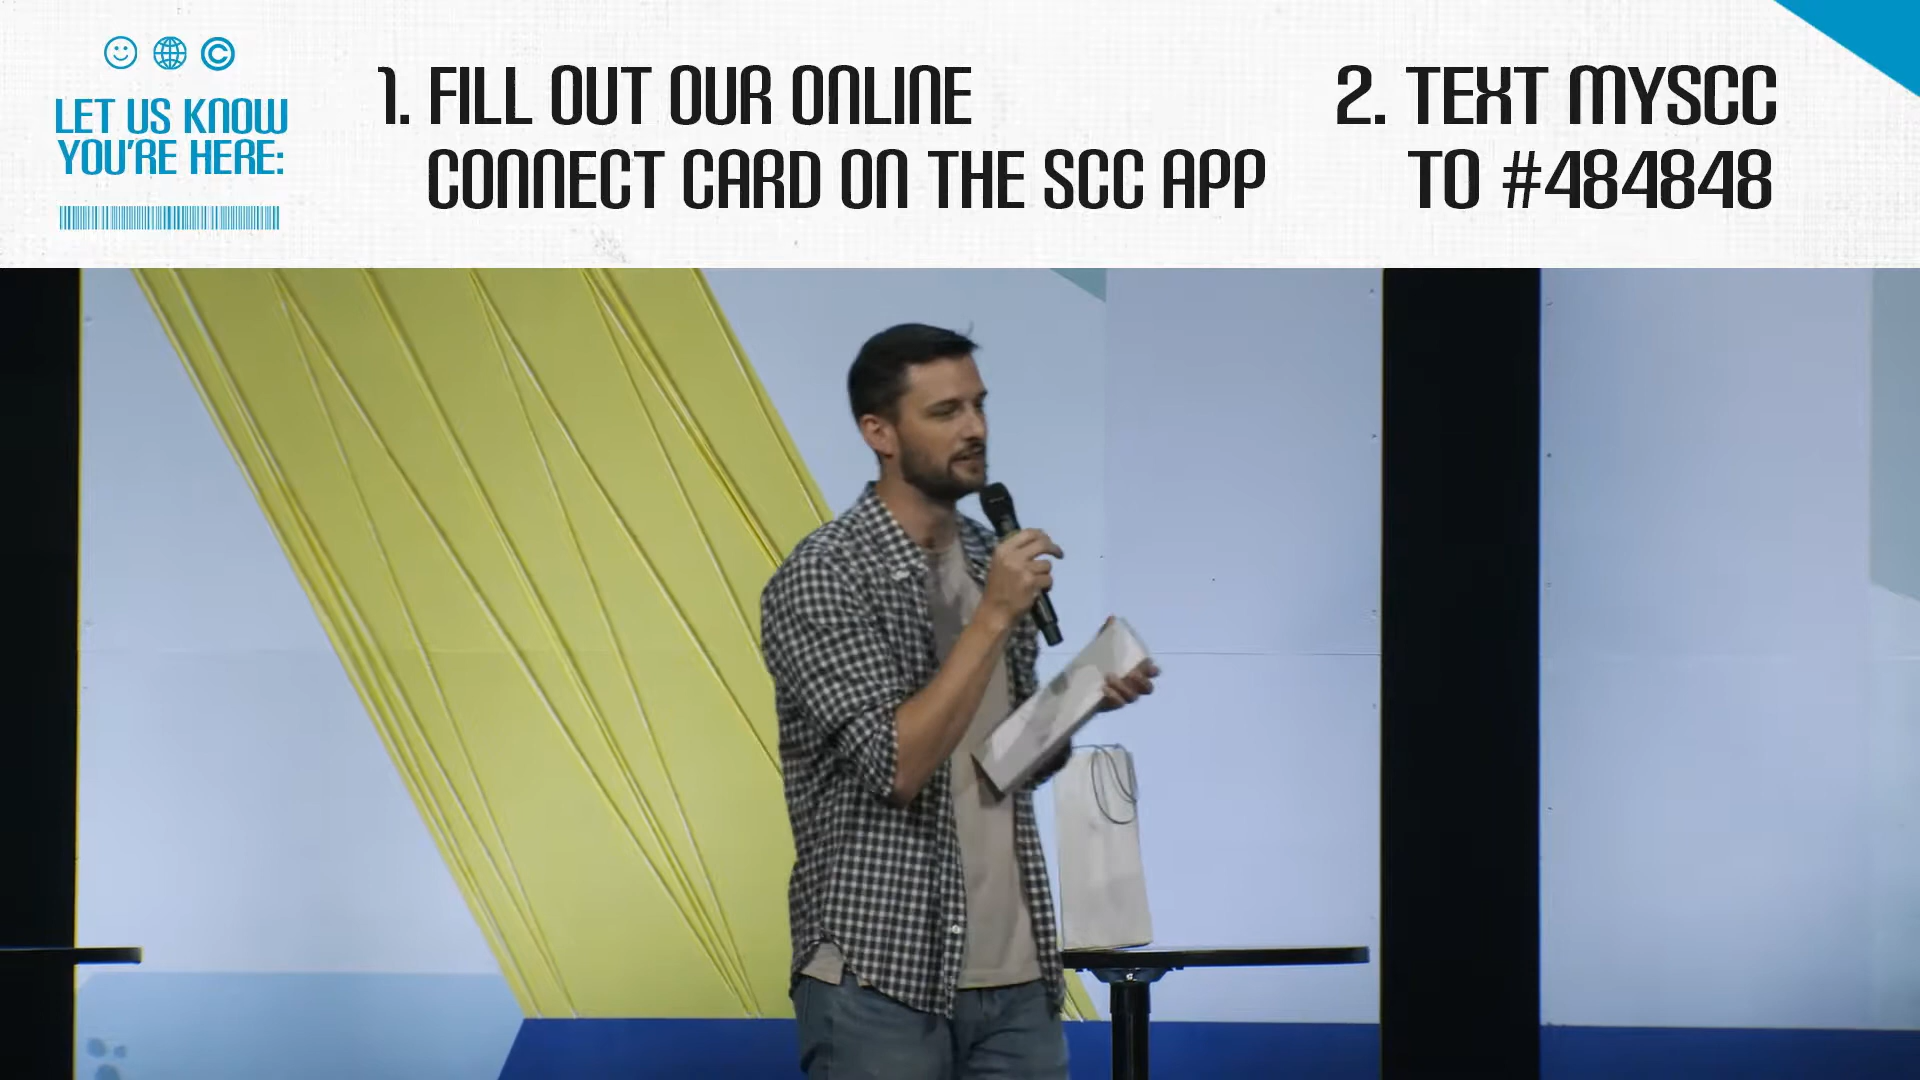 LET US KNOW
YOU'RE HERE:
1. FILL OUT OUR ONLINE
CONNECT CARD ON THE SCC APP
2. TEXT MYSCC
TO #484848